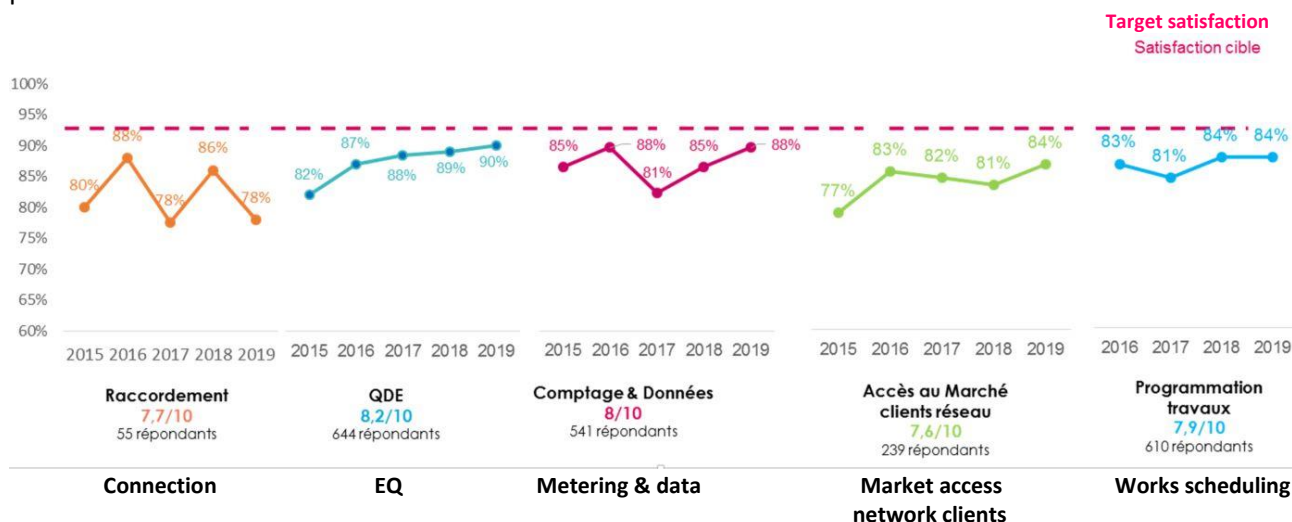 Target satisfaction
Satisfaction cible
100%
95%
90%
85%
80%
75%
70%
65%
60%
80%
88%
78%
86%
78%
82%
87%
88%
89%
90%
85%
88%
81%
85%
88%
77%
83%
82%
81%
84%
83%
81%
84%
84%
2015 2016 2017 2018 2019
2015 2016 2017 2018 2019
2015 2016 2017 2018 2019
2015 2016 2017 2018 2019
2016 2017 2018 2019
Raccordement
7,7/10
55 répondants
QDE
8,2/10
644 répondants
Comptage & Données
8/10
541 répondants
Accès au Marché
clients réseau
7,6/10
239 répondants
Programmation
travaux
7,9/10
610 répondants
Connection
EQ
Metering & data
Market access
network clients
Works scheduling